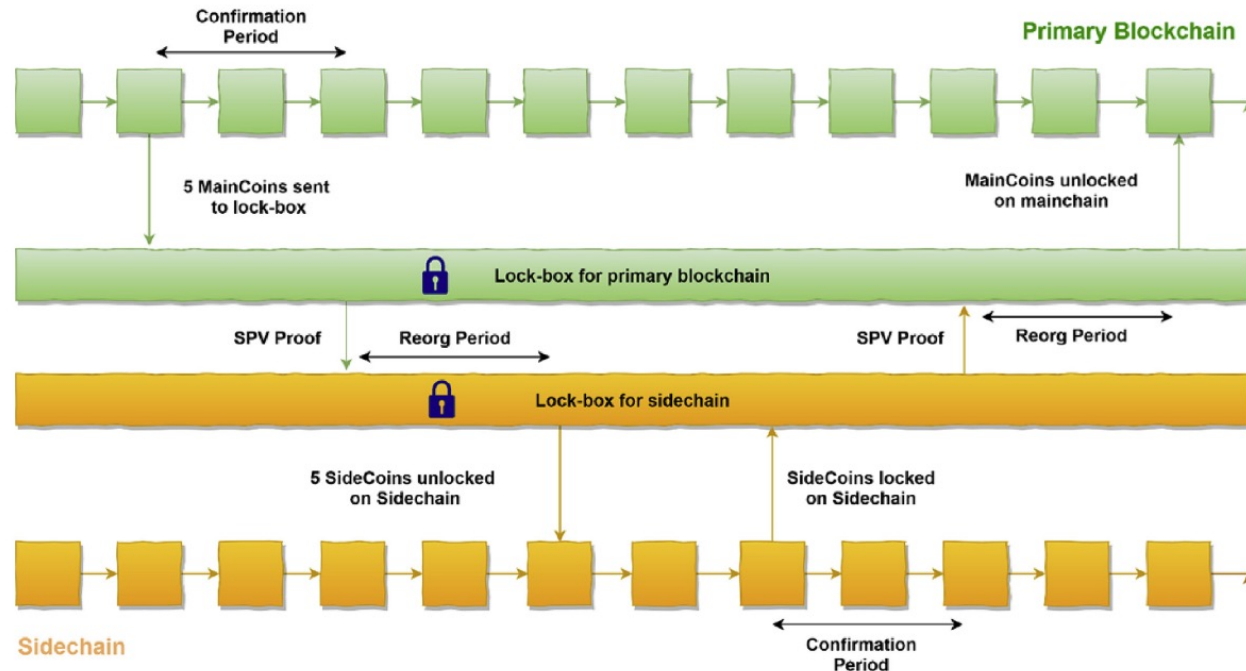 Confirmation
Period
Primary Blockchain
5 MainCoins sent
to lock-box
MainCoins unlocked
on mainchain
Lock-box for primary blockchain
SPV Proof
Reorg Period
SPV Proof
Reorg Period
Lock-box for sidechain
5 SideCoins unlocked
on Sidechain
SideCoins locked
on Sidechain
Sidechain
Confirmation
Period